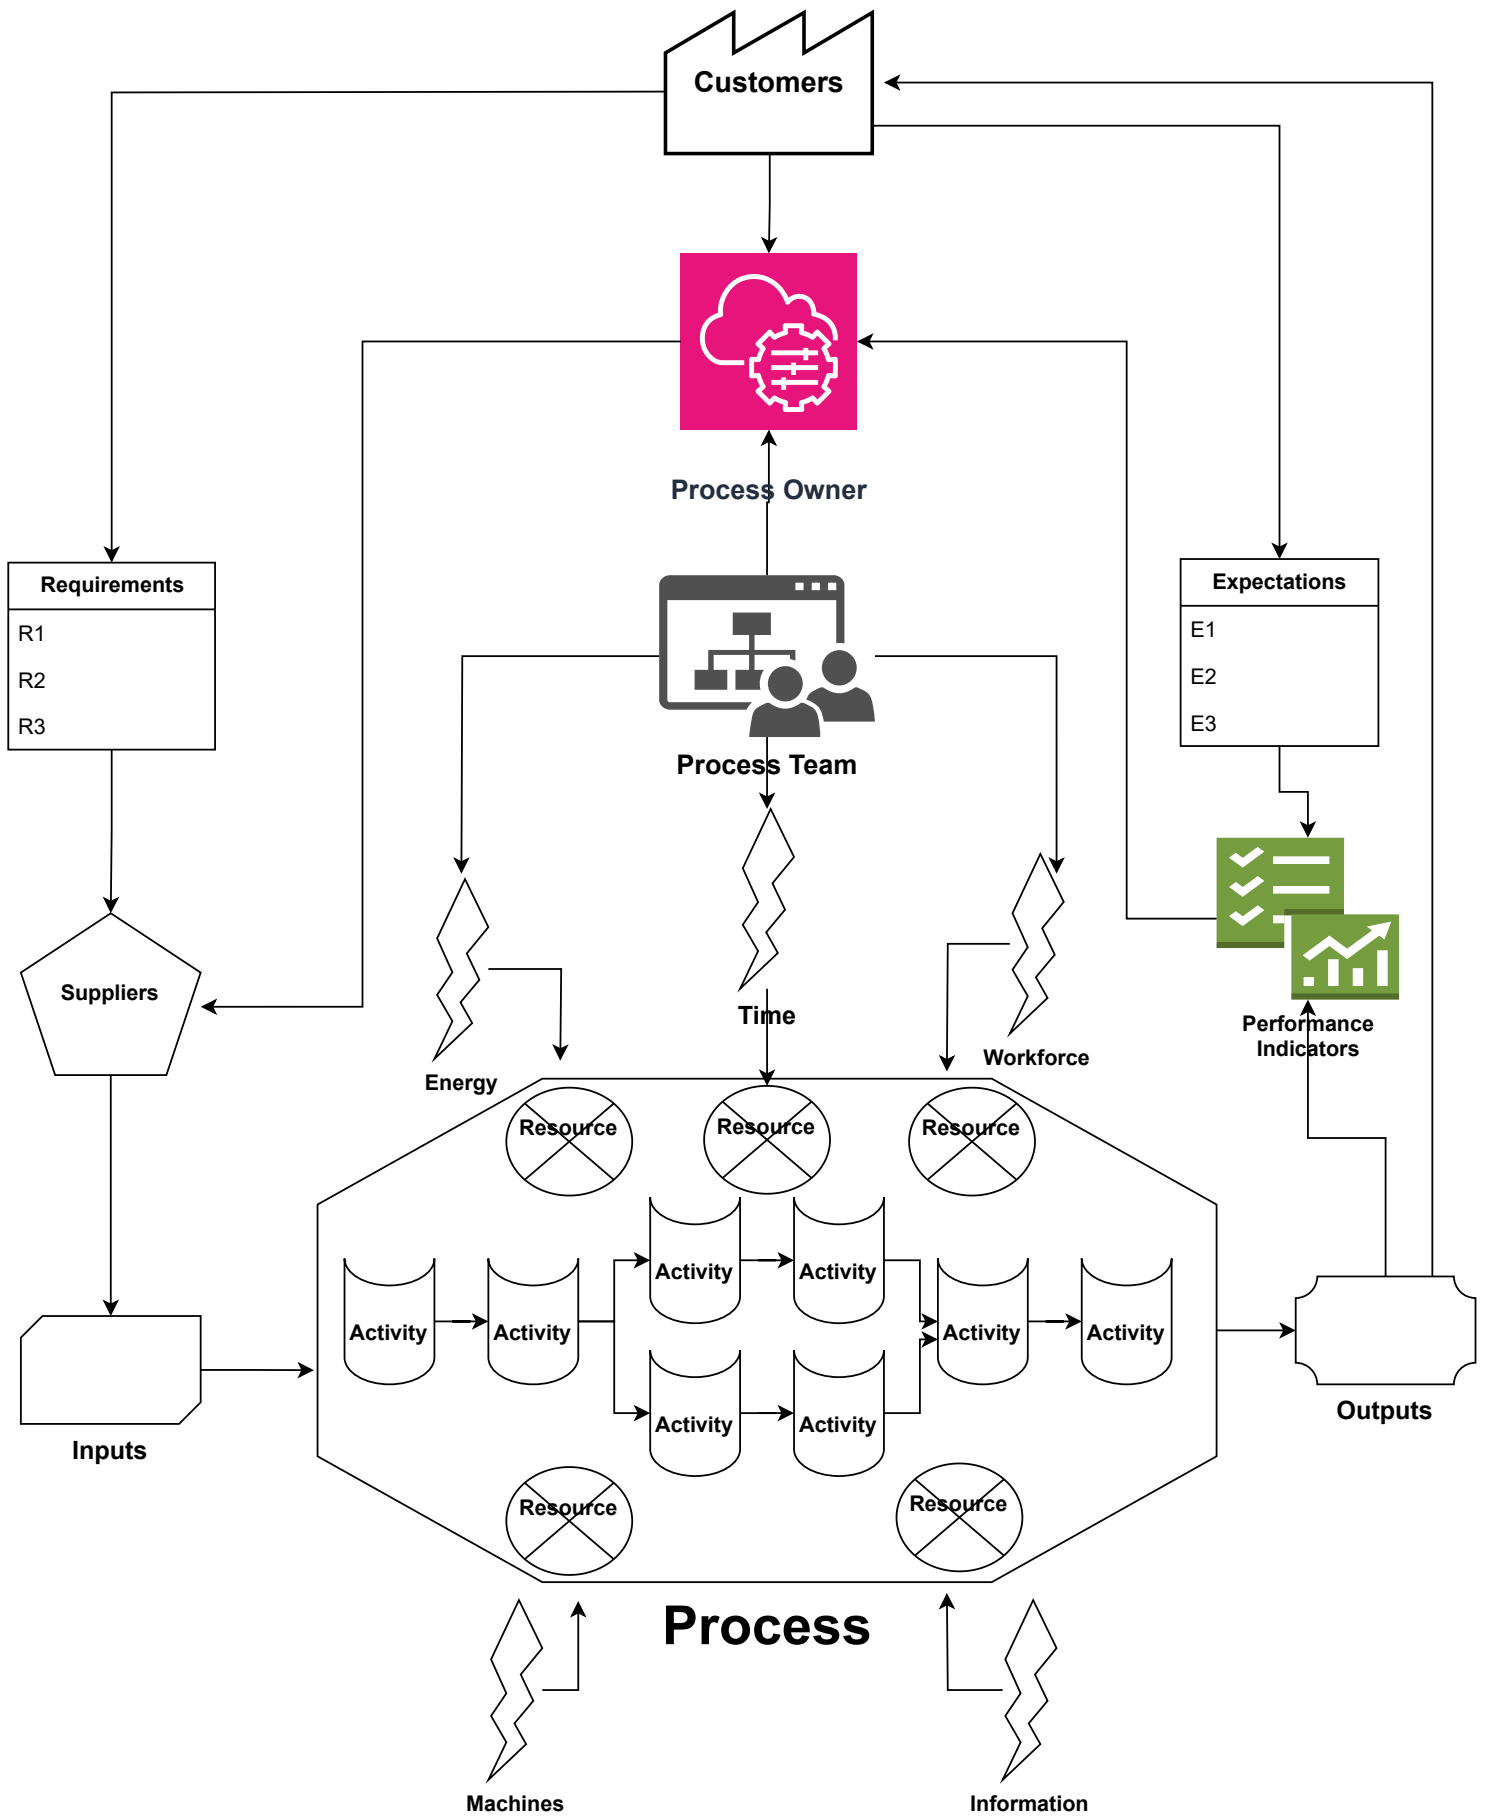 Customers
Process Owner
Requirements
R1
R2
R3
Expectations
E1
E2
E3
Process Team
Suppliers
Time
Performance
Indicators
Workforce
Energy
Resource
Resource
Resource
Activity
Activity
Activity
Activity
Activity
Activity
Activity
Activity
Inputs
Outputs
Resource
Resource
Process
Machines
Information